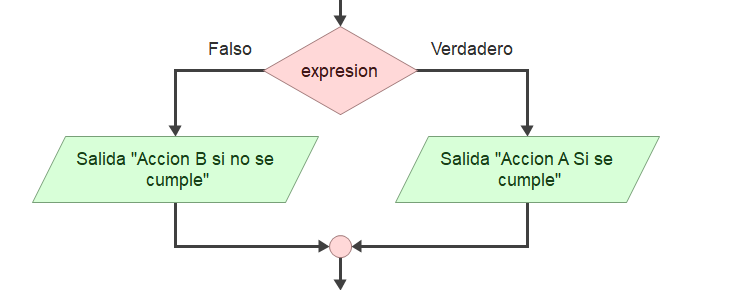 Falso
Verdadero
expresion
Salida "Accion B si no se
cumple"
Salida "Accion A Si se
cumple"